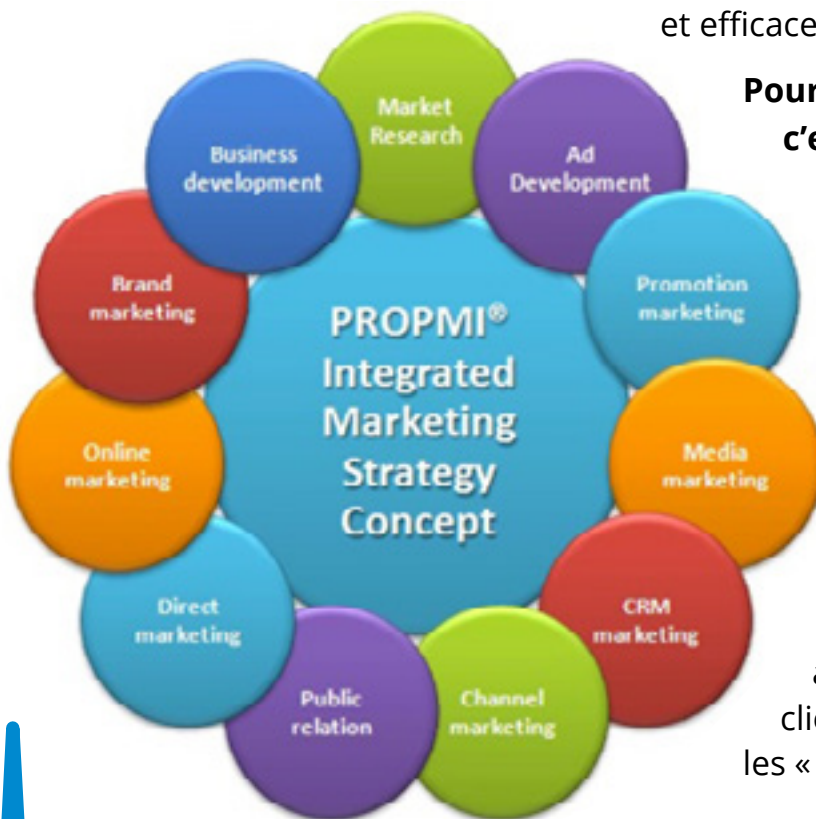 et efficace
Pour
c’e
Market
Research
Ad
Development
Promotion
marketing
Media
marketing
CRM
marketing
Channel
marketing
Public
relation
Direct
marketing
Online
marketing
Brand
marketing
Business
development
PROPMI®
Integrated
Marketing
Strategy
Concept
clie
les «